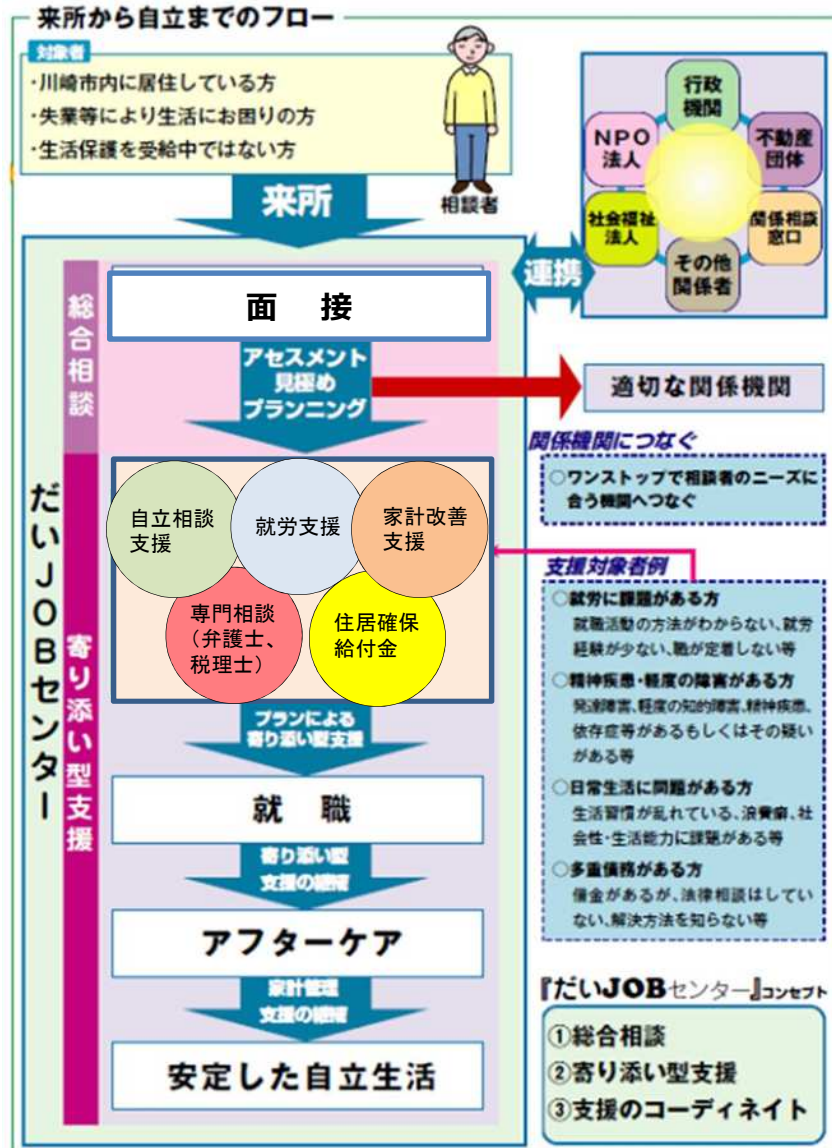 来所から自立までのフロー
対象者
・川崎市内に居住している方
・失業等により生活にお困りの方
・生活保護を受給中ではない方
相談者
来所
行政
機関
NPO
法人
不動産
団体
社会福祉
法人
関係相談
窓口
その他
関係者
連携
だいJOBセンター
総合相談
面 接
アセスメント
見極め
プランニング
適切な関係機関
関係機関につなぐ
○ワンストップで相談者のニーズに
合う機関へつなぐ
寄り添い型支援
自立相談
支援
就労支援
家計改善
支援
専門相談
(弁護士、
税理士)
住居確保
給付金
支援対象者例
○就労に課題がある方
就職活動の方法がわからない、就労
経験が少ない、職が定着しない等
○精神疾患・軽度の障害がある方
発達障害、軽度の知的障害、精神疾患、
依存症等があるもしくはその疑い
がある等
○日常生活に問題がある方
生活習慣が乱れている、浪費癖、社
会性・生活能力に課題がある等
○多重債務がある方
借金があるが、法律相談はしてい
ない、解決方法を知らない等
プランによる
寄り添い型支援
就 職
寄り添い型
支援の継続
アフターケア
家計管理
支援の継続
安定した自立生活
『だいJOBセンター』コンセプト
①総合相談
②寄り添い型支援
③支援のコーディネイト